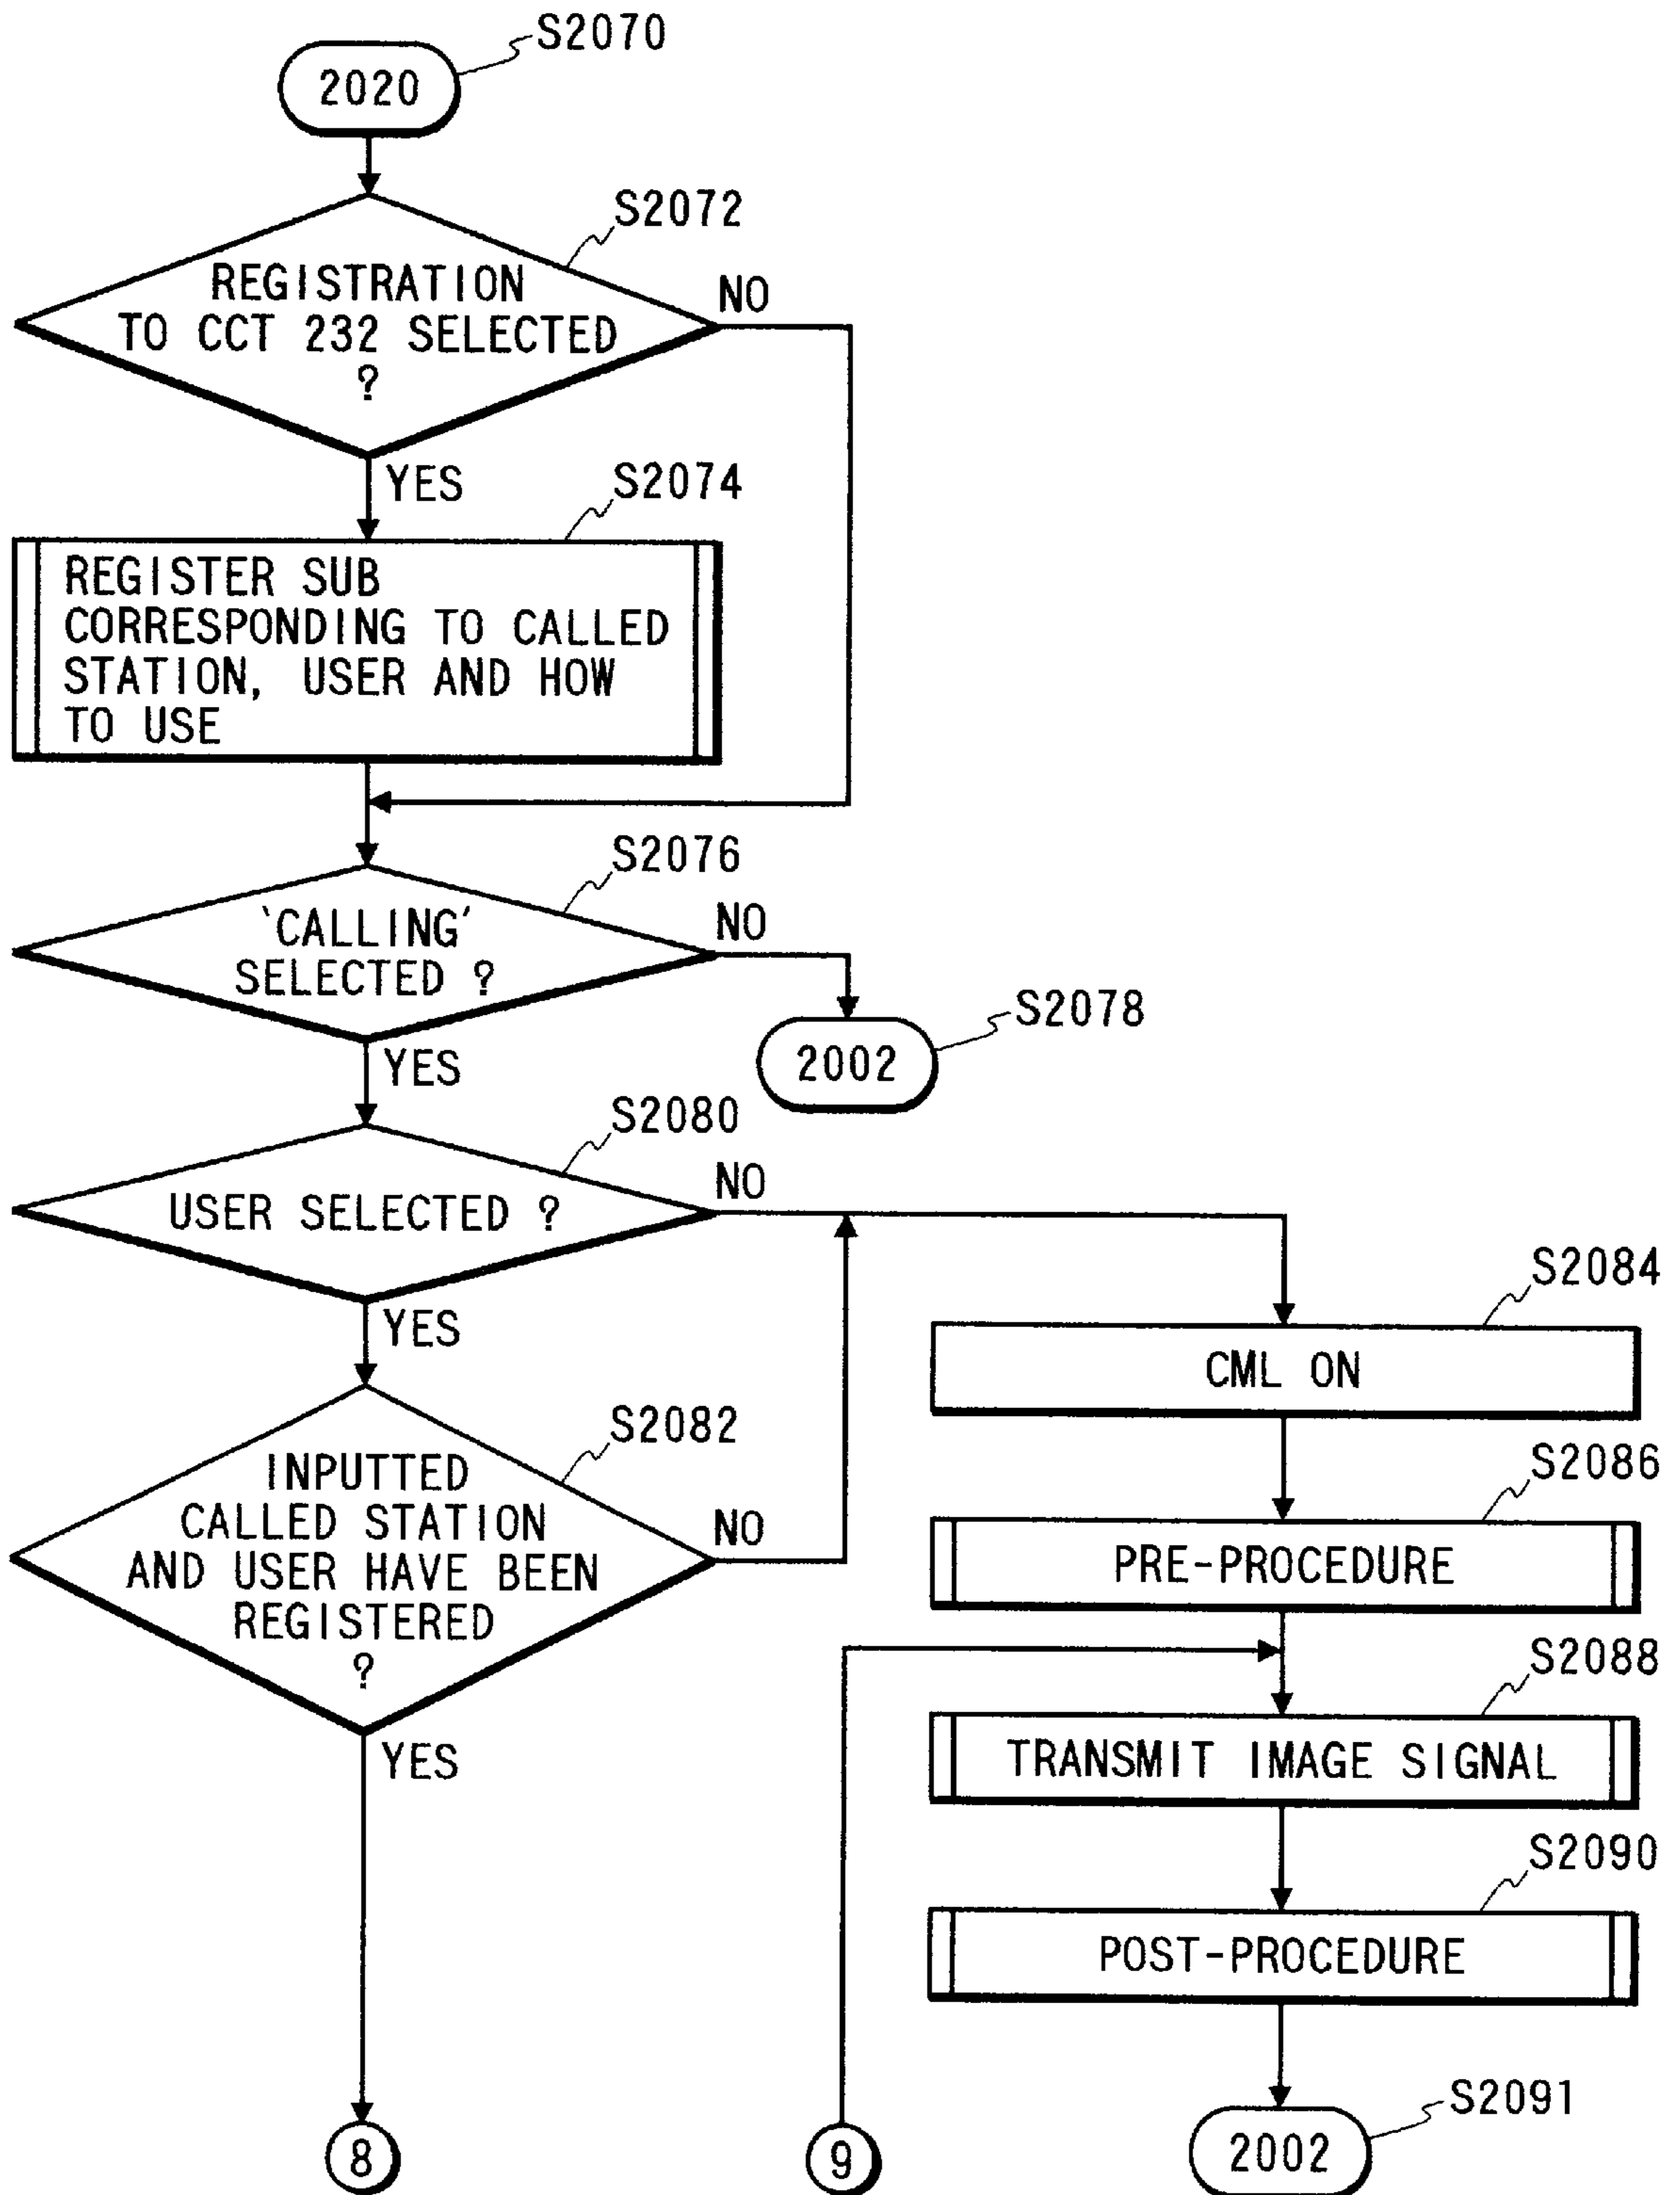 S2070
2020
S2072
REGISTRATION
TO CCT 232 SELECTED
?
NO
YES
S2074
REGISTER SUB
CORRESPONDING TO CALLED
STATION, USER AND HOW
TO USE
S2076
'CALLING'
SELECTED ?
NO
S2078
2002
YES
S2080
USER SELECTED ?
NO
YES
S2082
INPUTTED
CALLED STATION
AND USER HAVE BEEN
REGISTERED
?
NO
YES
8
S2084
CML ON
S2086
PRE-PROCEDURE
S2088
TRANSMIT IMAGE SIGNAL
S2090
POST-PROCEDURE
S2091
2002
9